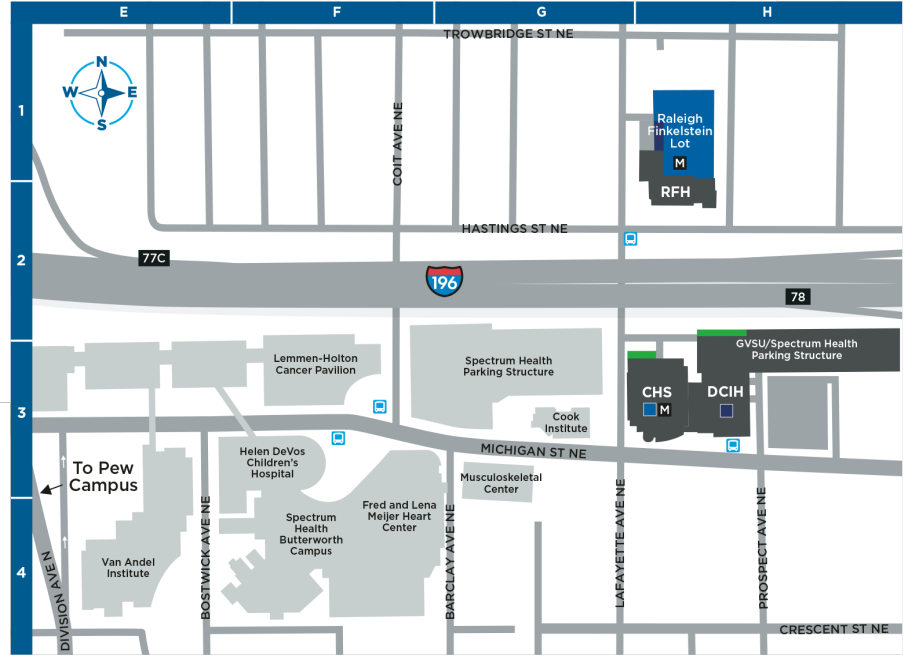 E F G H
TROWBRIDGE ST NE
N
W E
S
1
COIT AVE NE
Raleigh
Finkelstein
Lot
M
RFH
HASTINGS ST NE
2
77C
196
78
GVSU/Spectrum Health
Parking Structure
Lemmen-Holton
Cancer Pavilion
Spectrum Health
Parking Structure
3
CHS
M
DCIH
Cook
Institute
MICHIGAN ST NE
Helen DeVos
Children's
Hospital
To Pew
Campus
Musculoskeletal
Center
Fred and Lena
Meijer Heart
Center
Spectrum
Health
Butterworth
Campus
4
Van Andel
Institute
DIVISION AVE N
BOSTWICK AVE NE
BARCLAY AVE NE
LAFAYETTE AVE NE
PROSPECT AVE NE
CRESCENT ST NE